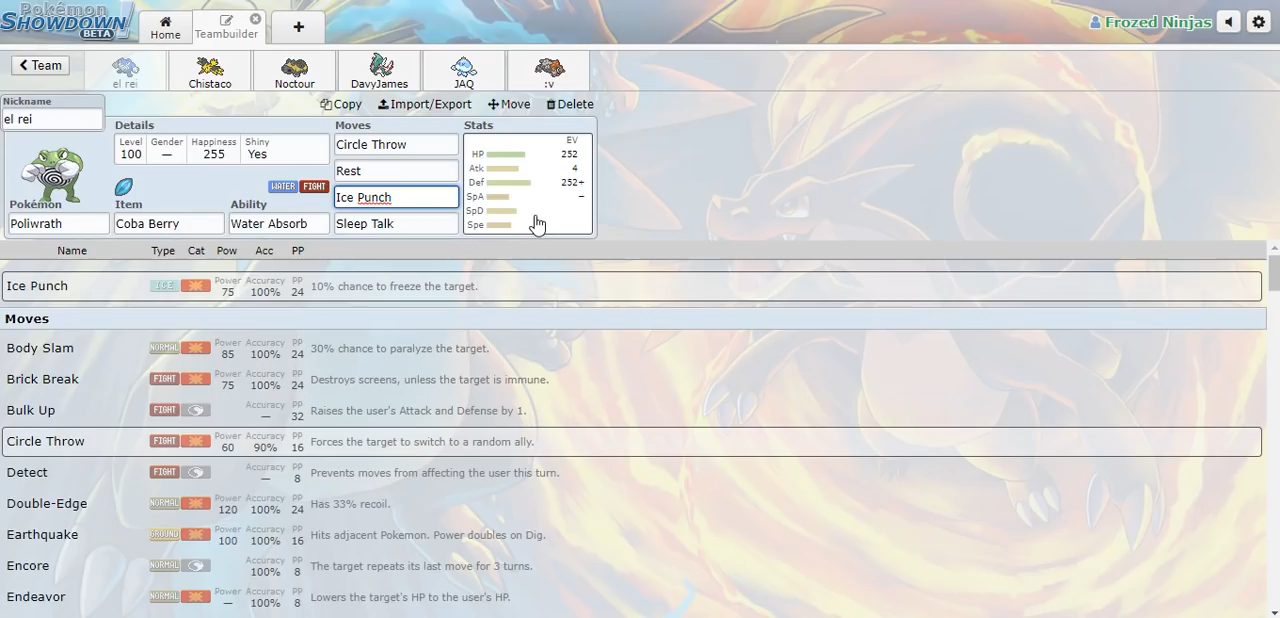 Pokémon
SHOWDOWN!
BETA
Home
Teambuilder
+
Frozed Ninjas
Team
el rei
Chistaco
Noctour
DavyJames
JAQ
:v
Copy
Import/Export
Move
Delete
Nickname
el rei
Details
Level
100
Gender
—
Happiness
255
Shiny
Yes
WATER FIGHT
Pokémon
Poliwrath
Item
Coba Berry
Ability
Water Absorb
Moves
Circle Throw
Rest
Ice Punch
Sleep Talk
Stats
EV
HP 252
Atk 4
Def 252+
SpA −
SpD
Spe
Name Type Cat Pow Acc PP
Ice Punch ICE Power 75 Accuracy 100% PP 24 10% chance to freeze the target.
Moves
Body Slam NORMAL Power 85 Accuracy 100% PP 24 30% chance to paralyze the target.
Brick Break FIGHT Power 75 Accuracy 100% PP 24 Destroys screens, unless the target is immune.
Bulk Up FIGHT Accuracy — PP 32 Raises the user's Attack and Defense by 1.
Circle Throw FIGHT Power 60 Accuracy 90% PP 16 Forces the target to switch to a random ally.
Detect FIGHT Accuracy — PP 8 Prevents moves from affecting the user this turn.
Double-Edge NORMAL Power 120 Accuracy 100% PP 24 Has 33% recoil.
Earthquake GROUND Power 100 Accuracy 100% PP 16 Hits adjacent Pokemon. Power doubles on Dig.
Encore NORMAL Accuracy 100% PP 8 The target repeats its last move for 3 turns.
Endeavor NORMAL Power — Accuracy 100% PP 8 Lowers the target's HP to the user's HP.